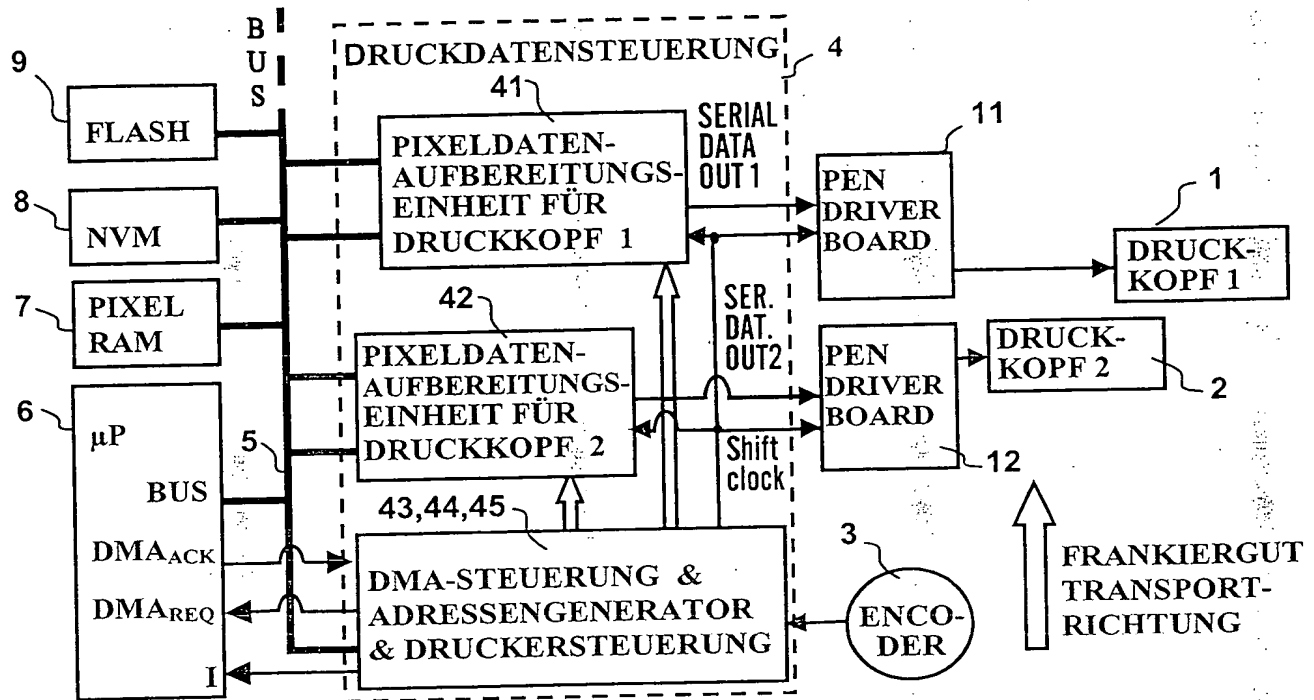 B
U
S
DRUCKDATENSTEUERUNG
4
9
FLASH
41
PIXELDATEN-
AUFBEREITUNGS-
EINHEIT FÜR
DRUCKKOPF 1
SERIAL
DATA
OUT1
11
PEN
DRIVER
BOARD
1
DRUCK-
KOPF 1
8
NVM
7
PIXEL
RAM
42
PIXELDATEN-
AUFBEREITUNGS-
EINHEIT FÜR
DRUCKKOPF 2
SER.
DAT.
OUT2
PEN
DRIVER
BOARD
12
DRUCK-
KOPF 2
2
Shift
clock
6
µP
BUS
DMAACK
DMAREQ
I
5
43,44,45
DMA-STEUERUNG &
ADRESSENGENERATOR
& DRUCKERSTEUERUNG
3
ENCO-
DER
FRANKIERGUT
TRANSPORT-
RICHTUNG